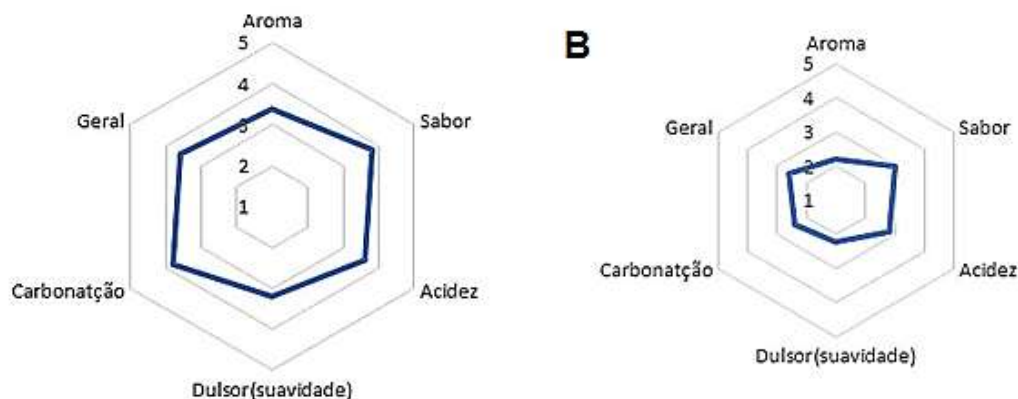 Aroma
5
4
3
2
1
Sabor
Acidez
Dulsor(suavidade)
Carbonatção
Geral
B
Aroma
5
4
3
2
1
Sabor
Acidez
Dulsor(suavidade)
Carbonatção
Geral